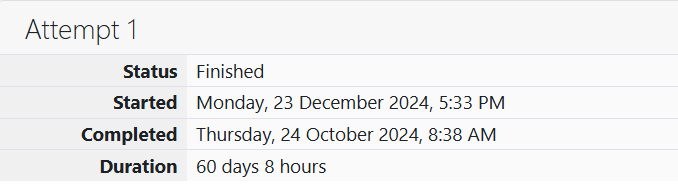 Attempt 1
Status Finished
Started Monday, 23 December 2024, 5:33 PM
Completed Thursday, 24 October 2024, 8:38 AM
Duration 60 days 8 hours